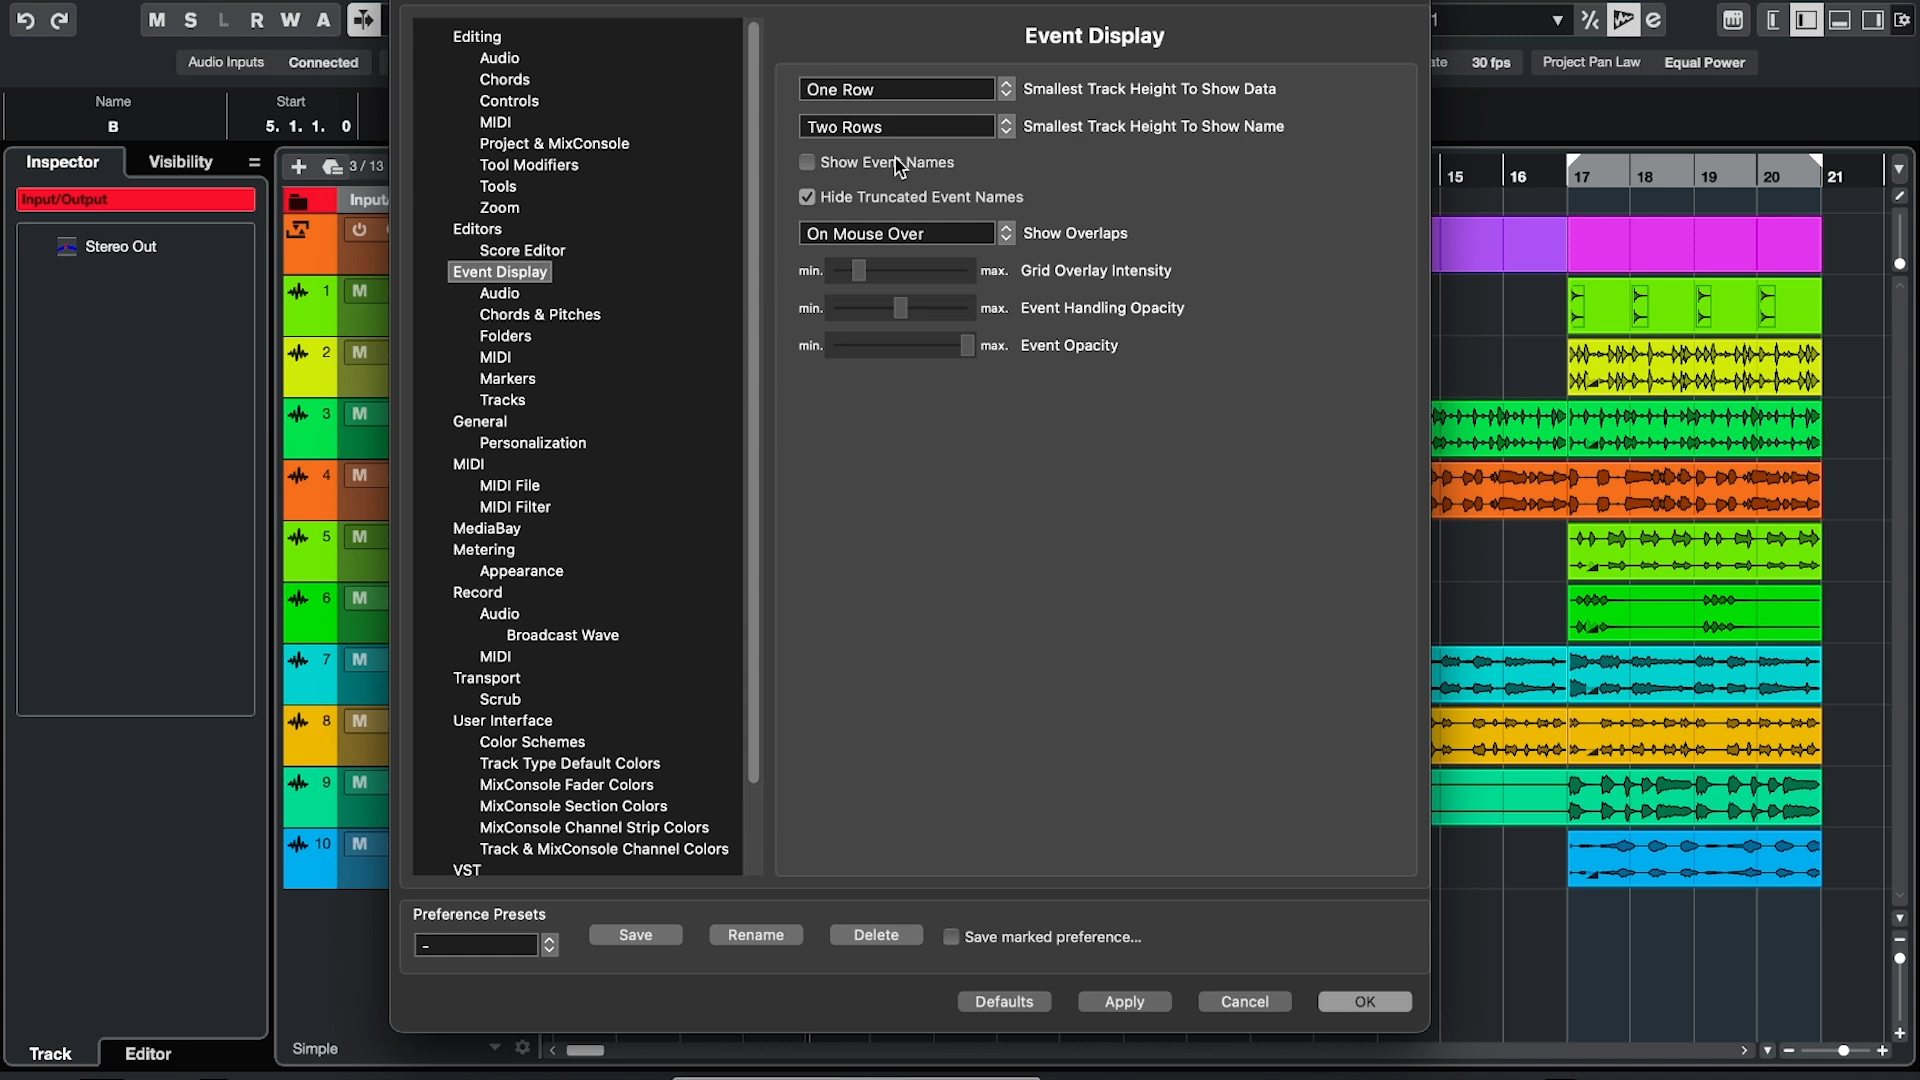 M S L R W A
Audio Inputs Connected
30 fps Project Pan Law Equal Power
Name Start
B 5. 1. 1. 0
Inspector Visibility
Input/Output
Stereo Out
3 / 13
1 M
2 M
3 M
4 M
5 M
6 M
7 M
8 M
9 M
10 M
Track Editor
Simple
Editing
Audio
Chords
Controls
MIDI
Project & MixConsole
Tool Modifiers
Tools
Zoom
Editors
Score Editor
Event Display
Audio
Chords & Pitches
Folders
MIDI
Markers
Tracks
General
Personalization
MIDI
MIDI File
MIDI Filter
MediaBay
Metering
Appearance
Record
Audio
Broadcast Wave
MIDI
Transport
Scrub
User Interface
Color Schemes
Track Type Default Colors
MixConsole Fader Colors
MixConsole Section Colors
MixConsole Channel Strip Colors
Track & MixConsole Channel Colors
VST
Event Display
One Row Smallest Track Height To Show Data
Two Rows Smallest Track Height To Show Name
Show Event Names
Hide Truncated Event Names
On Mouse Over Show Overlaps
min. max. Grid Overlay Intensity
min. max. Event Handling Opacity
min. max. Event Opacity
Preference Presets
- Save Rename Delete Save marked preference...
Defaults Apply Cancel OK
15 16 17 18 19 20 21